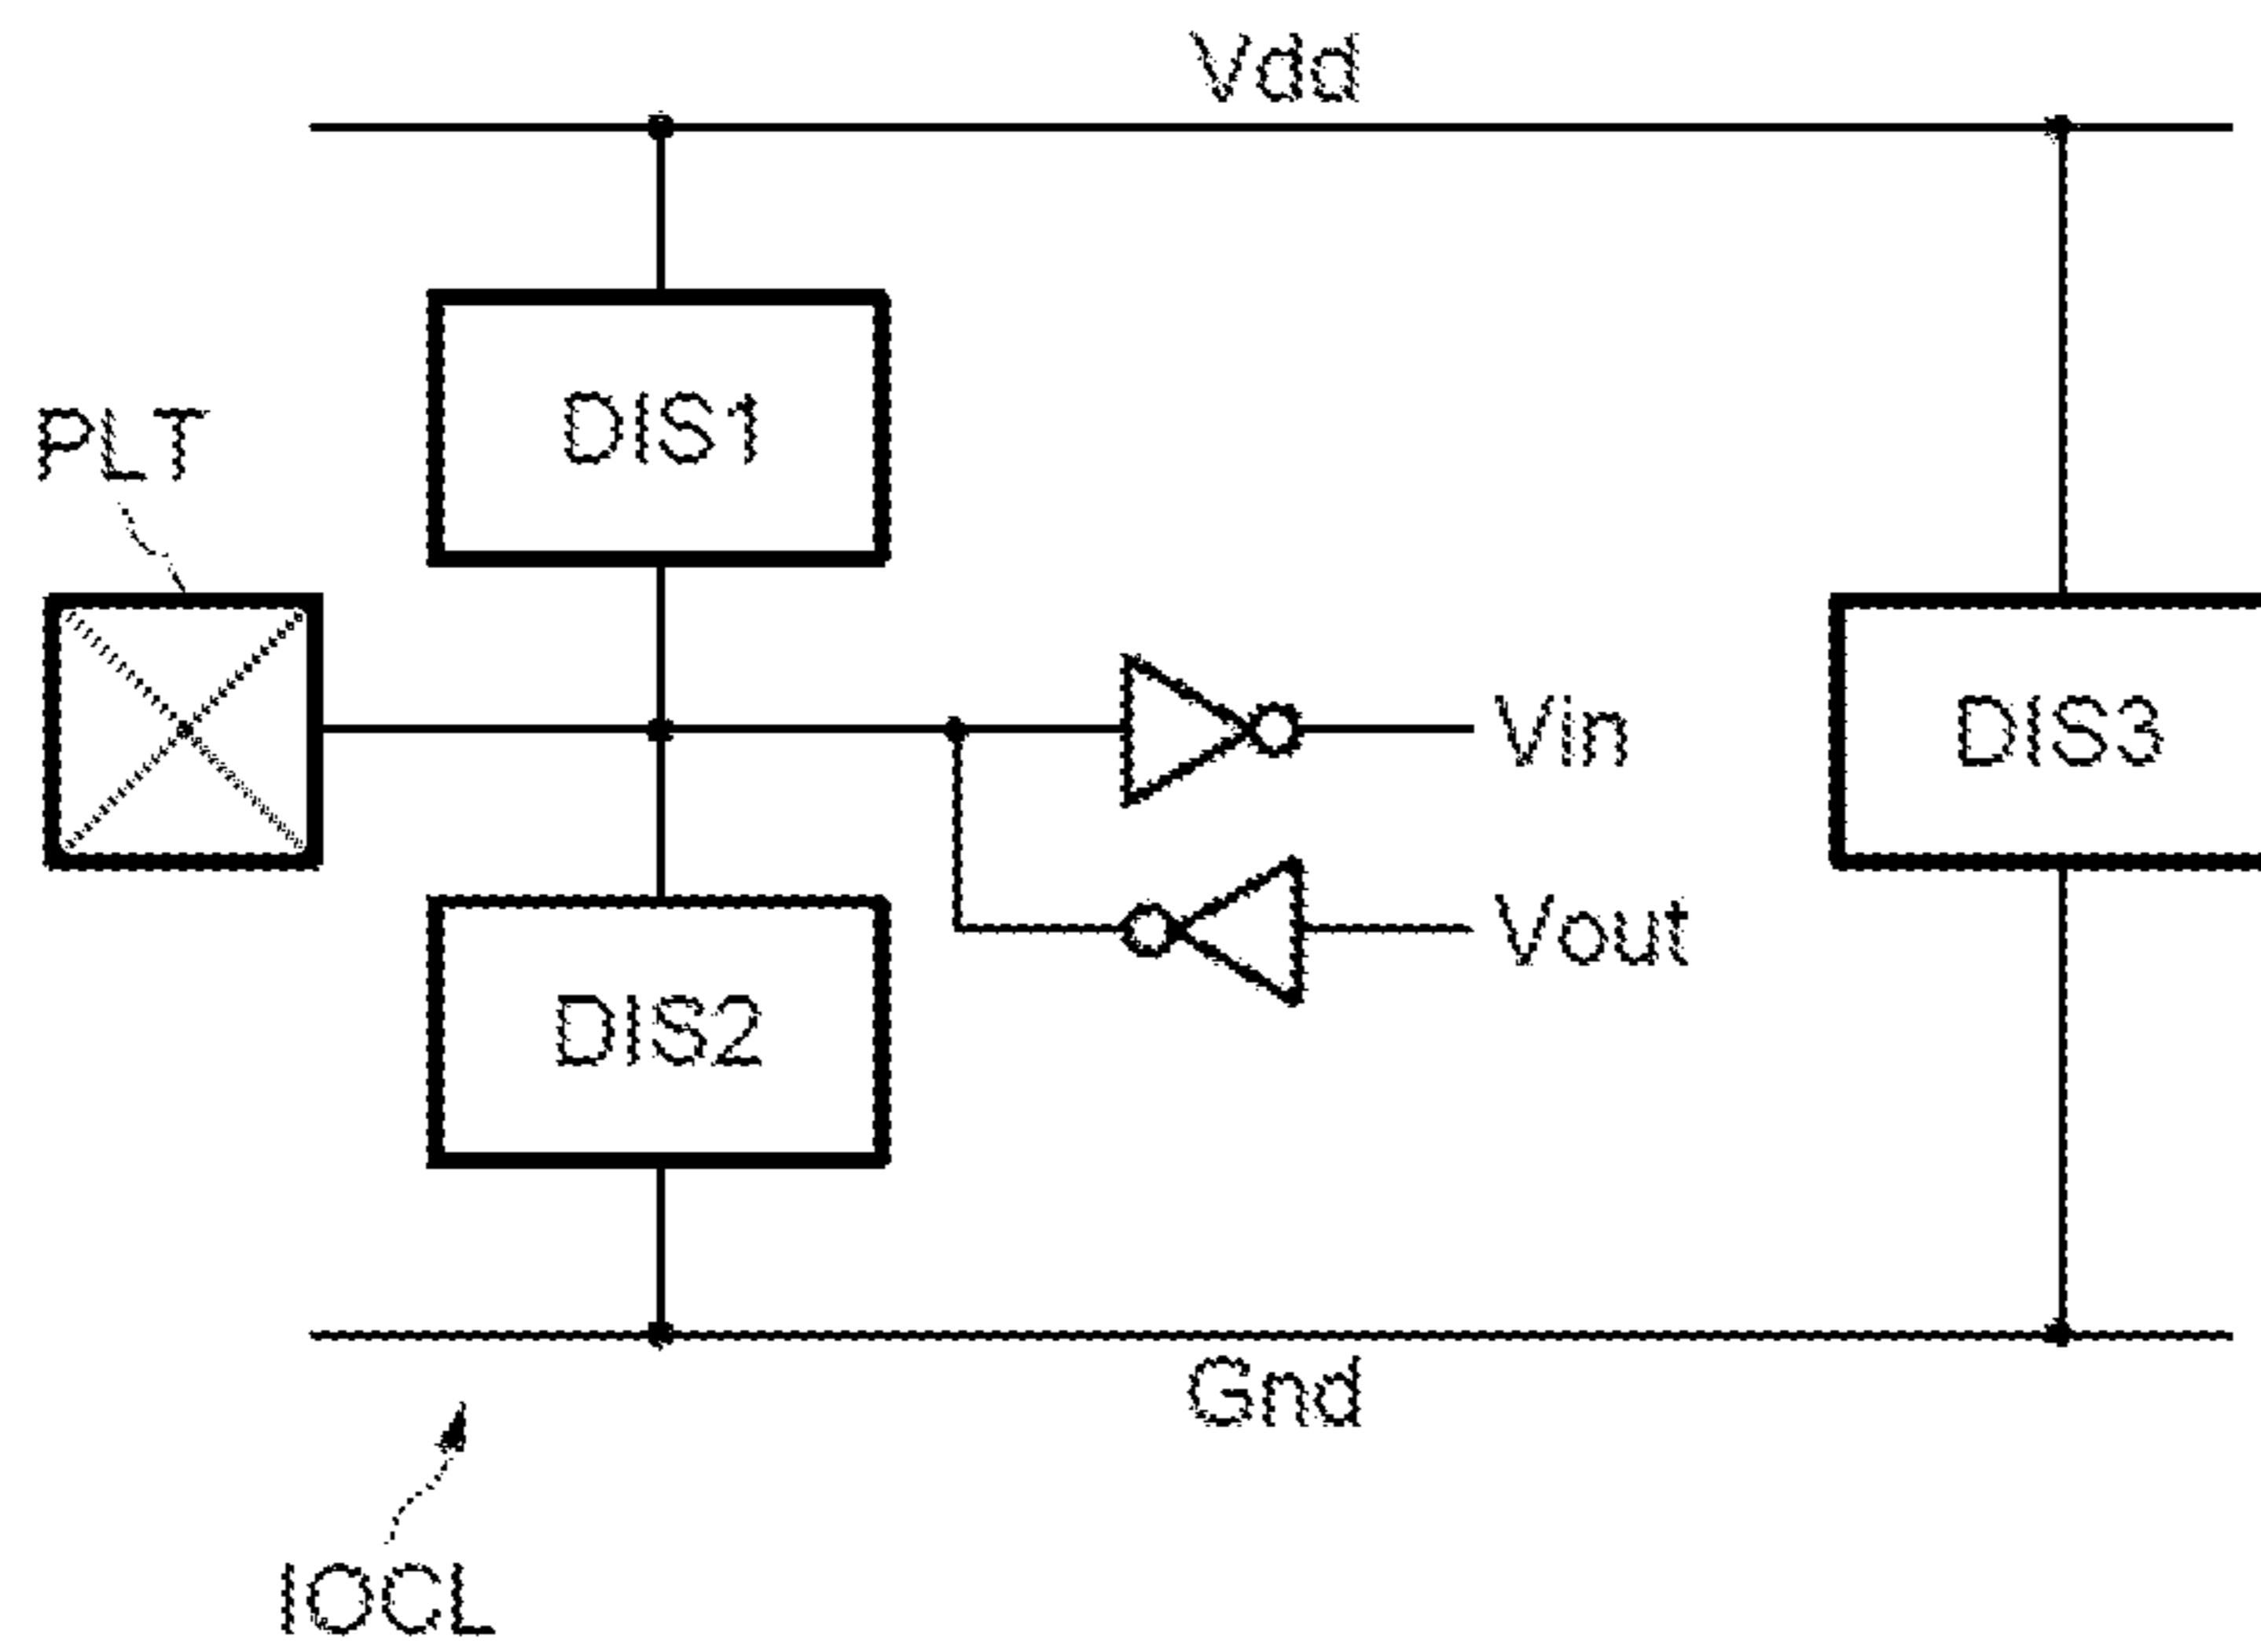 Vdd
DIS1
PLT
Vin
DIS3
Vout
DIS2
Gnd
IOCL